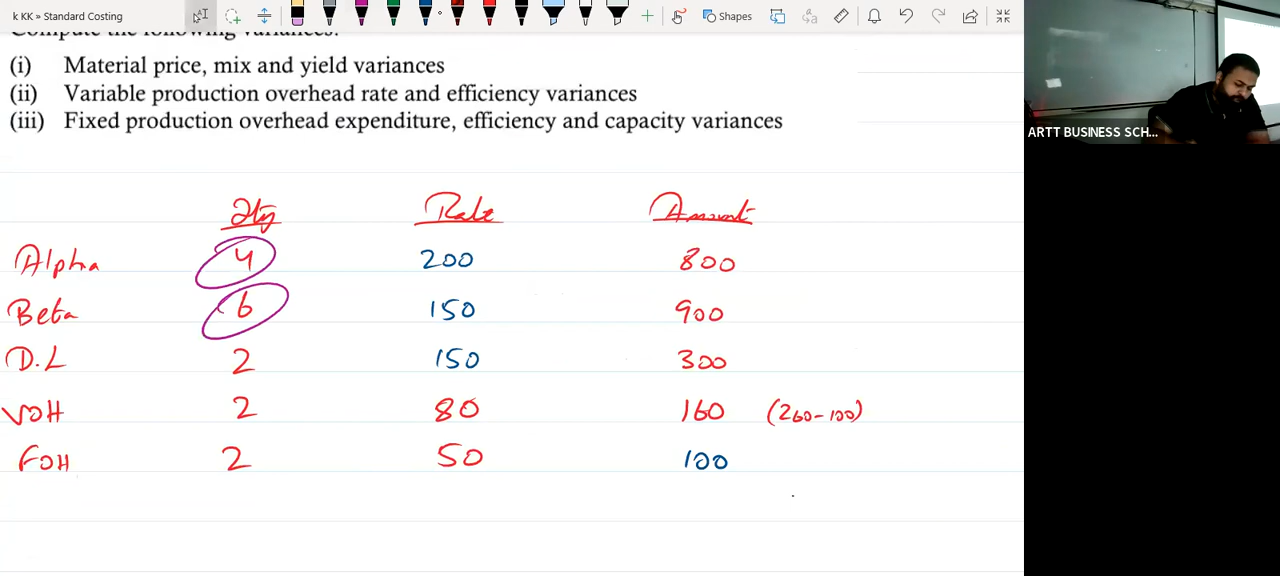 k KK » Standard Costing
Shapes
Compute the following variances:
(i) Material price, mix and yield variances
(ii) Variable production overhead rate and efficiency variances
(iii) Fixed production overhead expenditure, efficiency and capacity variances
Qty Rate Amount
Alpha 4 200 800
Beta 6 150 900
D.L 2 150 300
VOH 2 80 160 (260-100)
FOH 2 50 100
ARTT BUSINESS SCH...